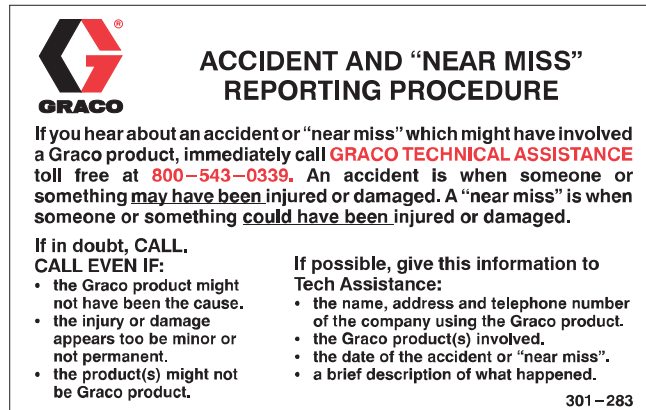 ®
GRACO
ACCIDENT AND “NEAR MISS”
REPORTING PROCEDURE
If you hear about an accident or “near miss” which might have involved
a Graco product, immediately call GRACO TECHNICAL ASSISTANCE
toll free at 800–543–0339. An accident is when someone or
something may have been injured or damaged. A “near miss” is when
someone or something could have been injured or damaged.
If in doubt, CALL.
CALL EVEN IF:
• the Graco product might
not have been the cause.
• the injury or damage
appears too be minor or
not permanent.
• the product(s) might not
be Graco product.
If possible, give this information to
Tech Assistance:
• the name, address and telephone number
of the company using the Graco product.
• the Graco product(s) involved.
• the date of the accident or “near miss”.
• a brief description of what happened.
301–283